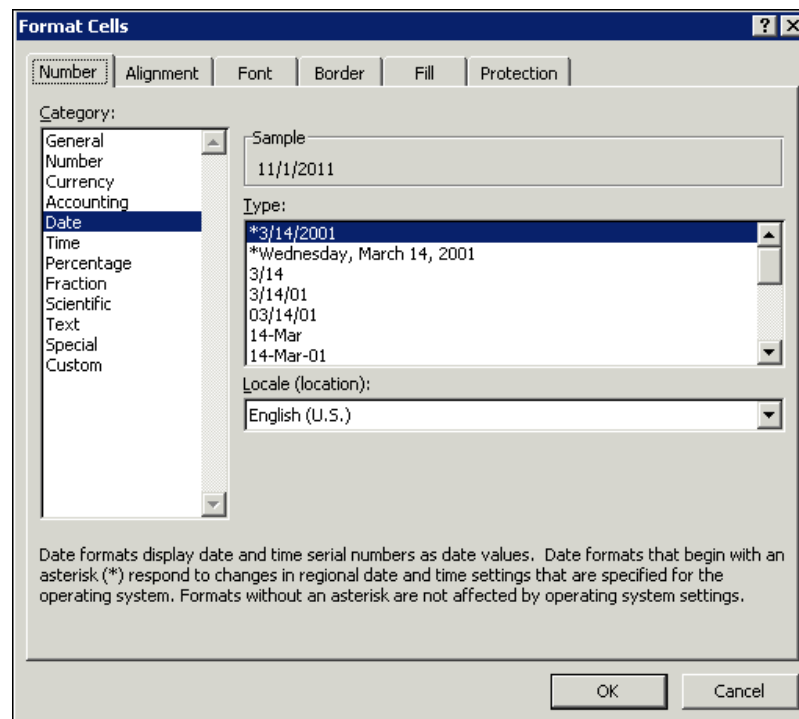 Format Cells
Number Alignment Font Border Fill Protection
Category:
General
Number
Currency
Accounting
Date
Time
Percentage
Fraction
Scientific
Text
Special
Custom
Sample
11/1/2011
Type:
*3/14/2001
*Wednesday, March 14, 2001
3/14
3/14/01
03/14/01
14-Mar
14-Mar-01
Locale (location):
English (U.S.)
Date formats display date and time serial numbers as date values.  Date formats that begin with an
asterisk (*) respond to changes in regional date and time settings that are specified for the
operating system. Formats without an asterisk are not affected by operating system settings.
OK Cancel